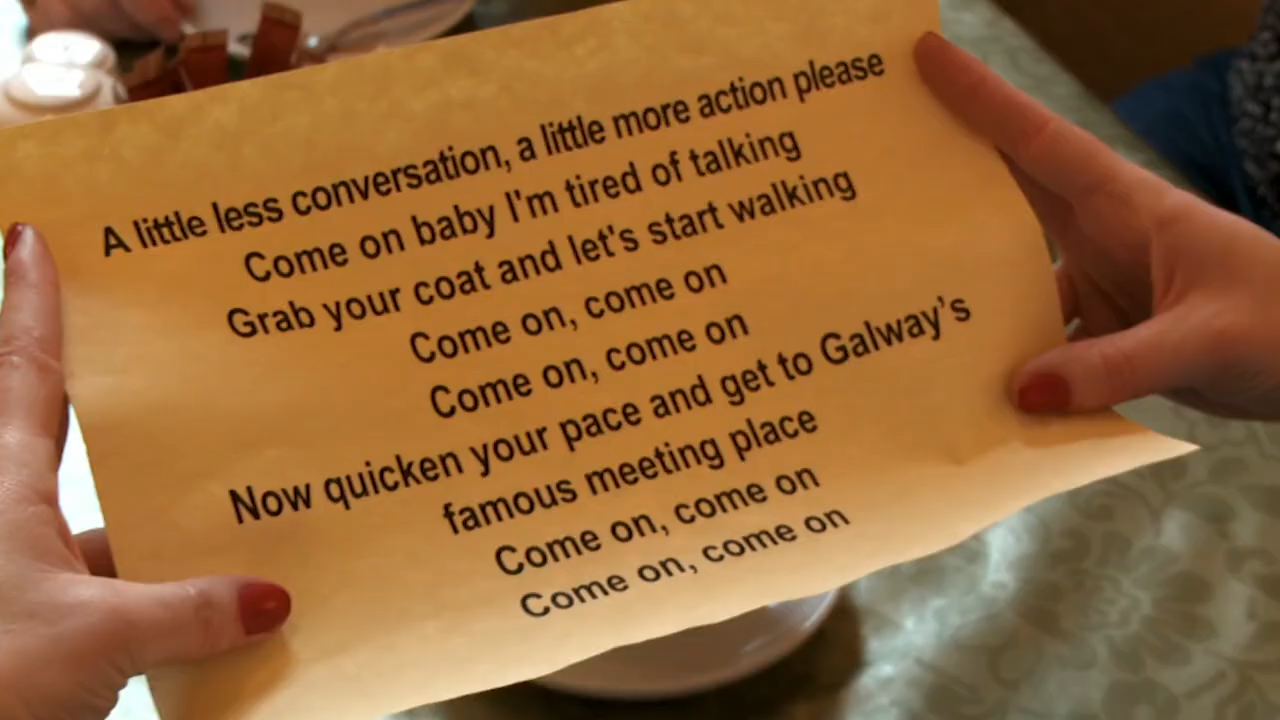 A little less conversation, a little more action please
Come on baby I'm tired of talking
Grab your coat and let's start walking
Come on, come on
Come on, come on
Now quicken your pace and get to Galway’s
famous meeting place
Come on, come on
Come on, come on